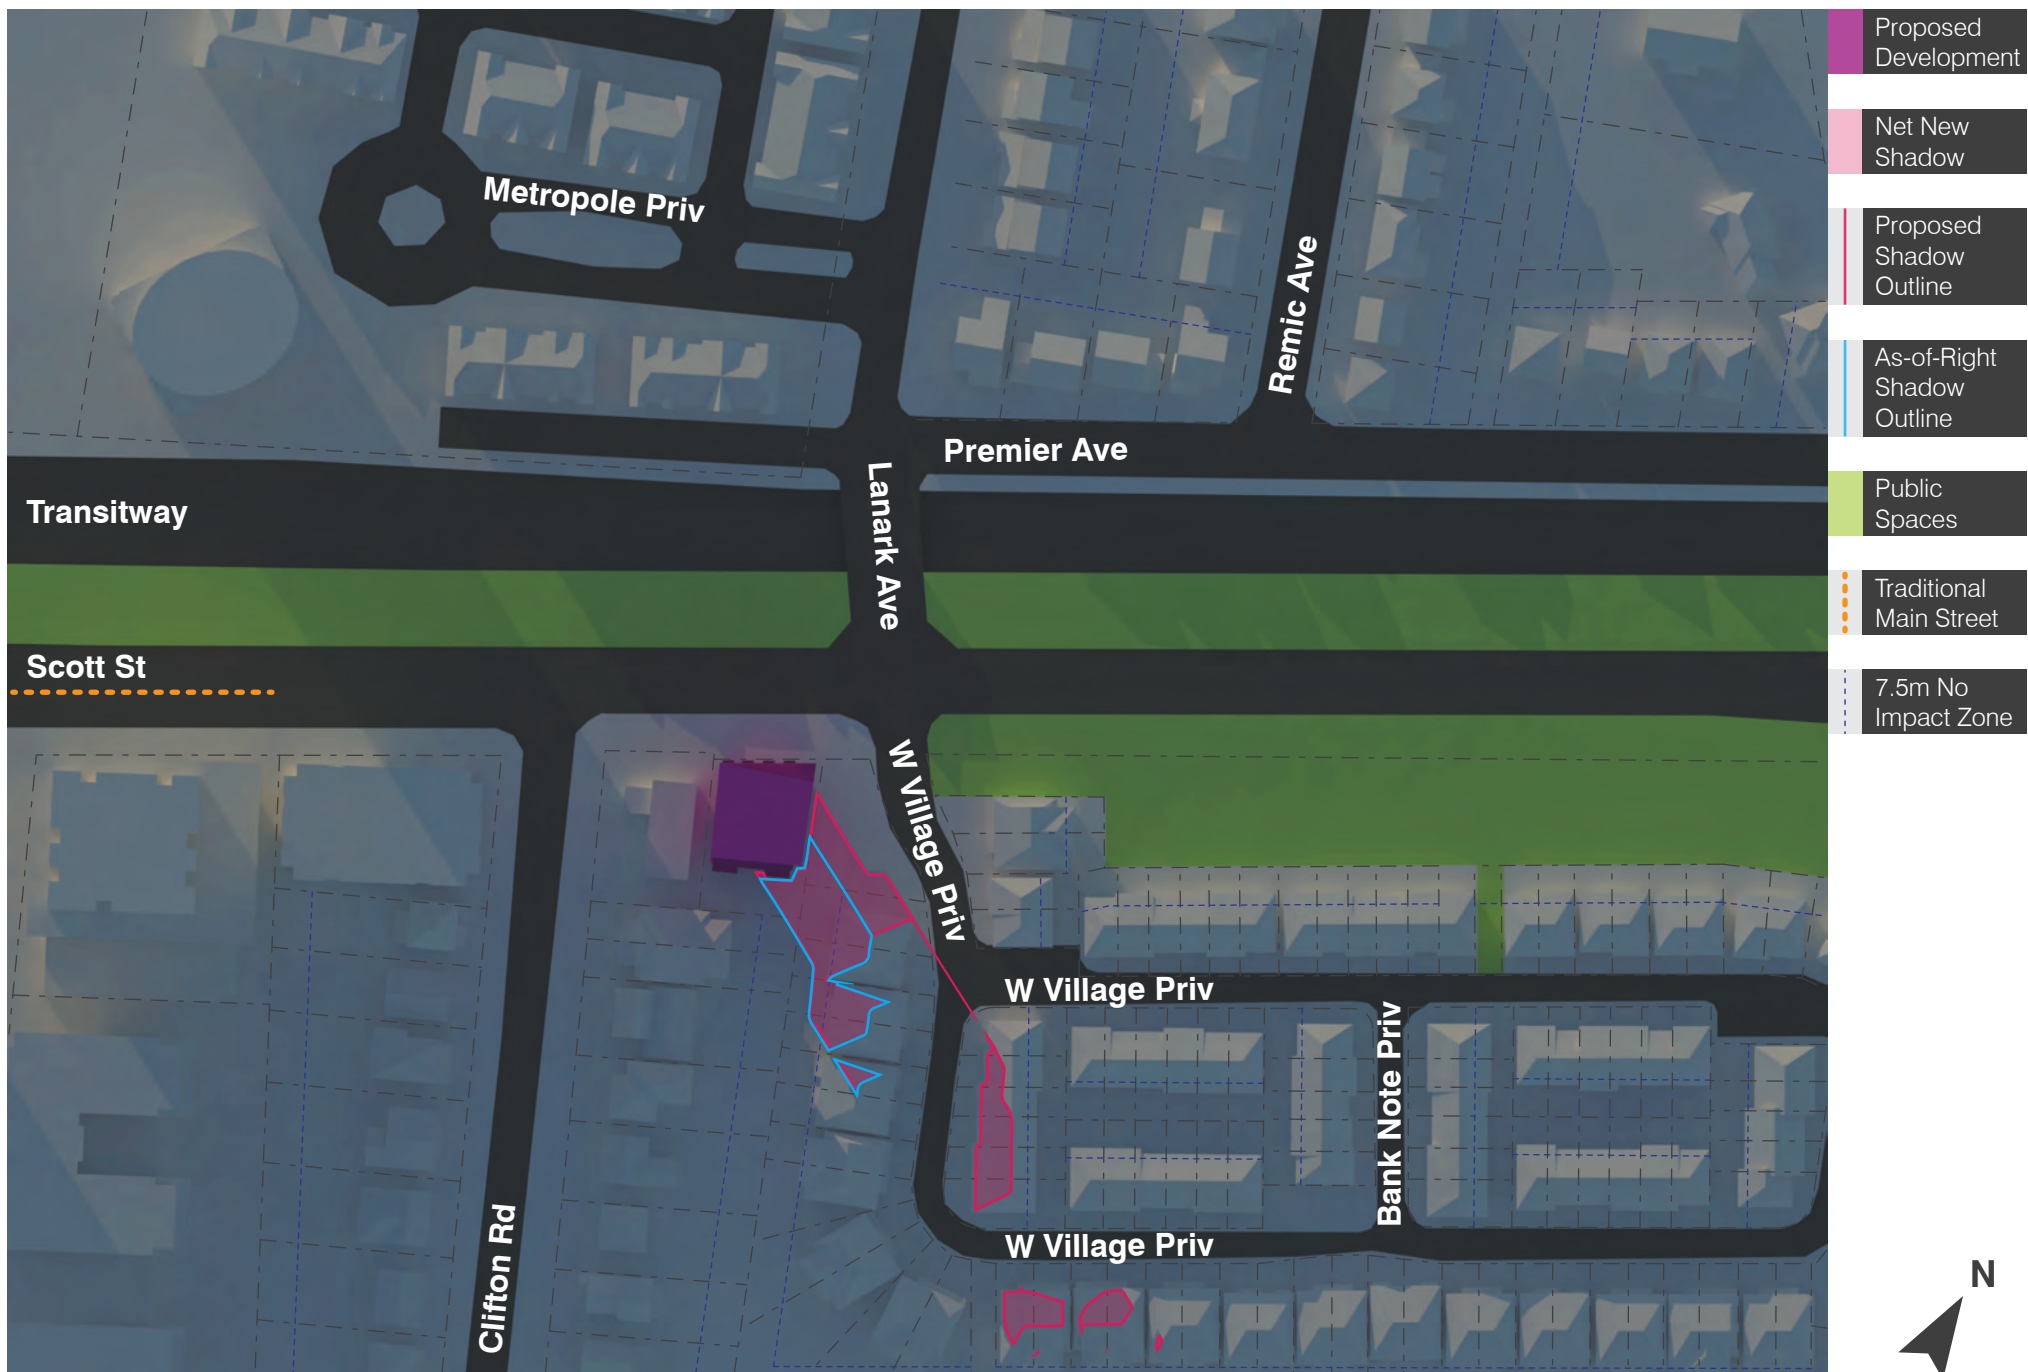 Metropole Priv
Remic Ave
Premier Ave
Lanark Ave
Transitway
Scott St
W Village Priv
W Village Priv
Bank Note Priv
W Village Priv
Clifton Rd
Proposed
Development
Net New
Shadow
Proposed
Shadow
Outline
As-of-Right
Shadow
Outline
Public
Spaces
Traditional
Main Street
7.5m No
Impact Zone
N